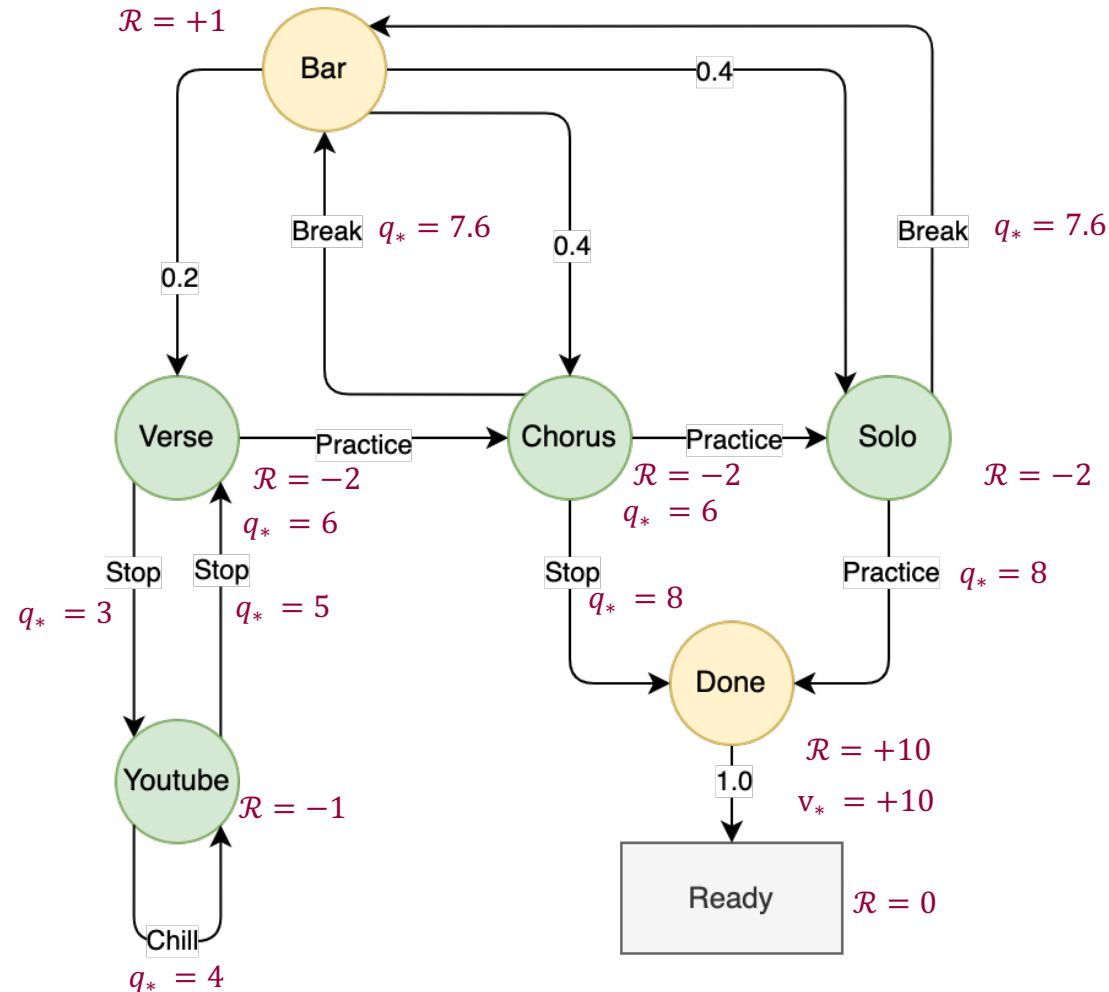 ℛ = +1
Bar
0.4
Break
q* = 7.6
0.4
Break
q* = 7.6
0.2
Verse
Practice
Chorus
Practice
Solo
ℛ = −2
ℛ = −2
ℛ = −2
q* = 6
q* = 6
Stop
Stop
Stop
Practice
q* = 8
q* = 3
q* = 5
q* = 8
Done
Youtube
ℛ = −1
ℛ = +10
1.0
v* = +10
Ready
ℛ = 0
Chill
q* = 4